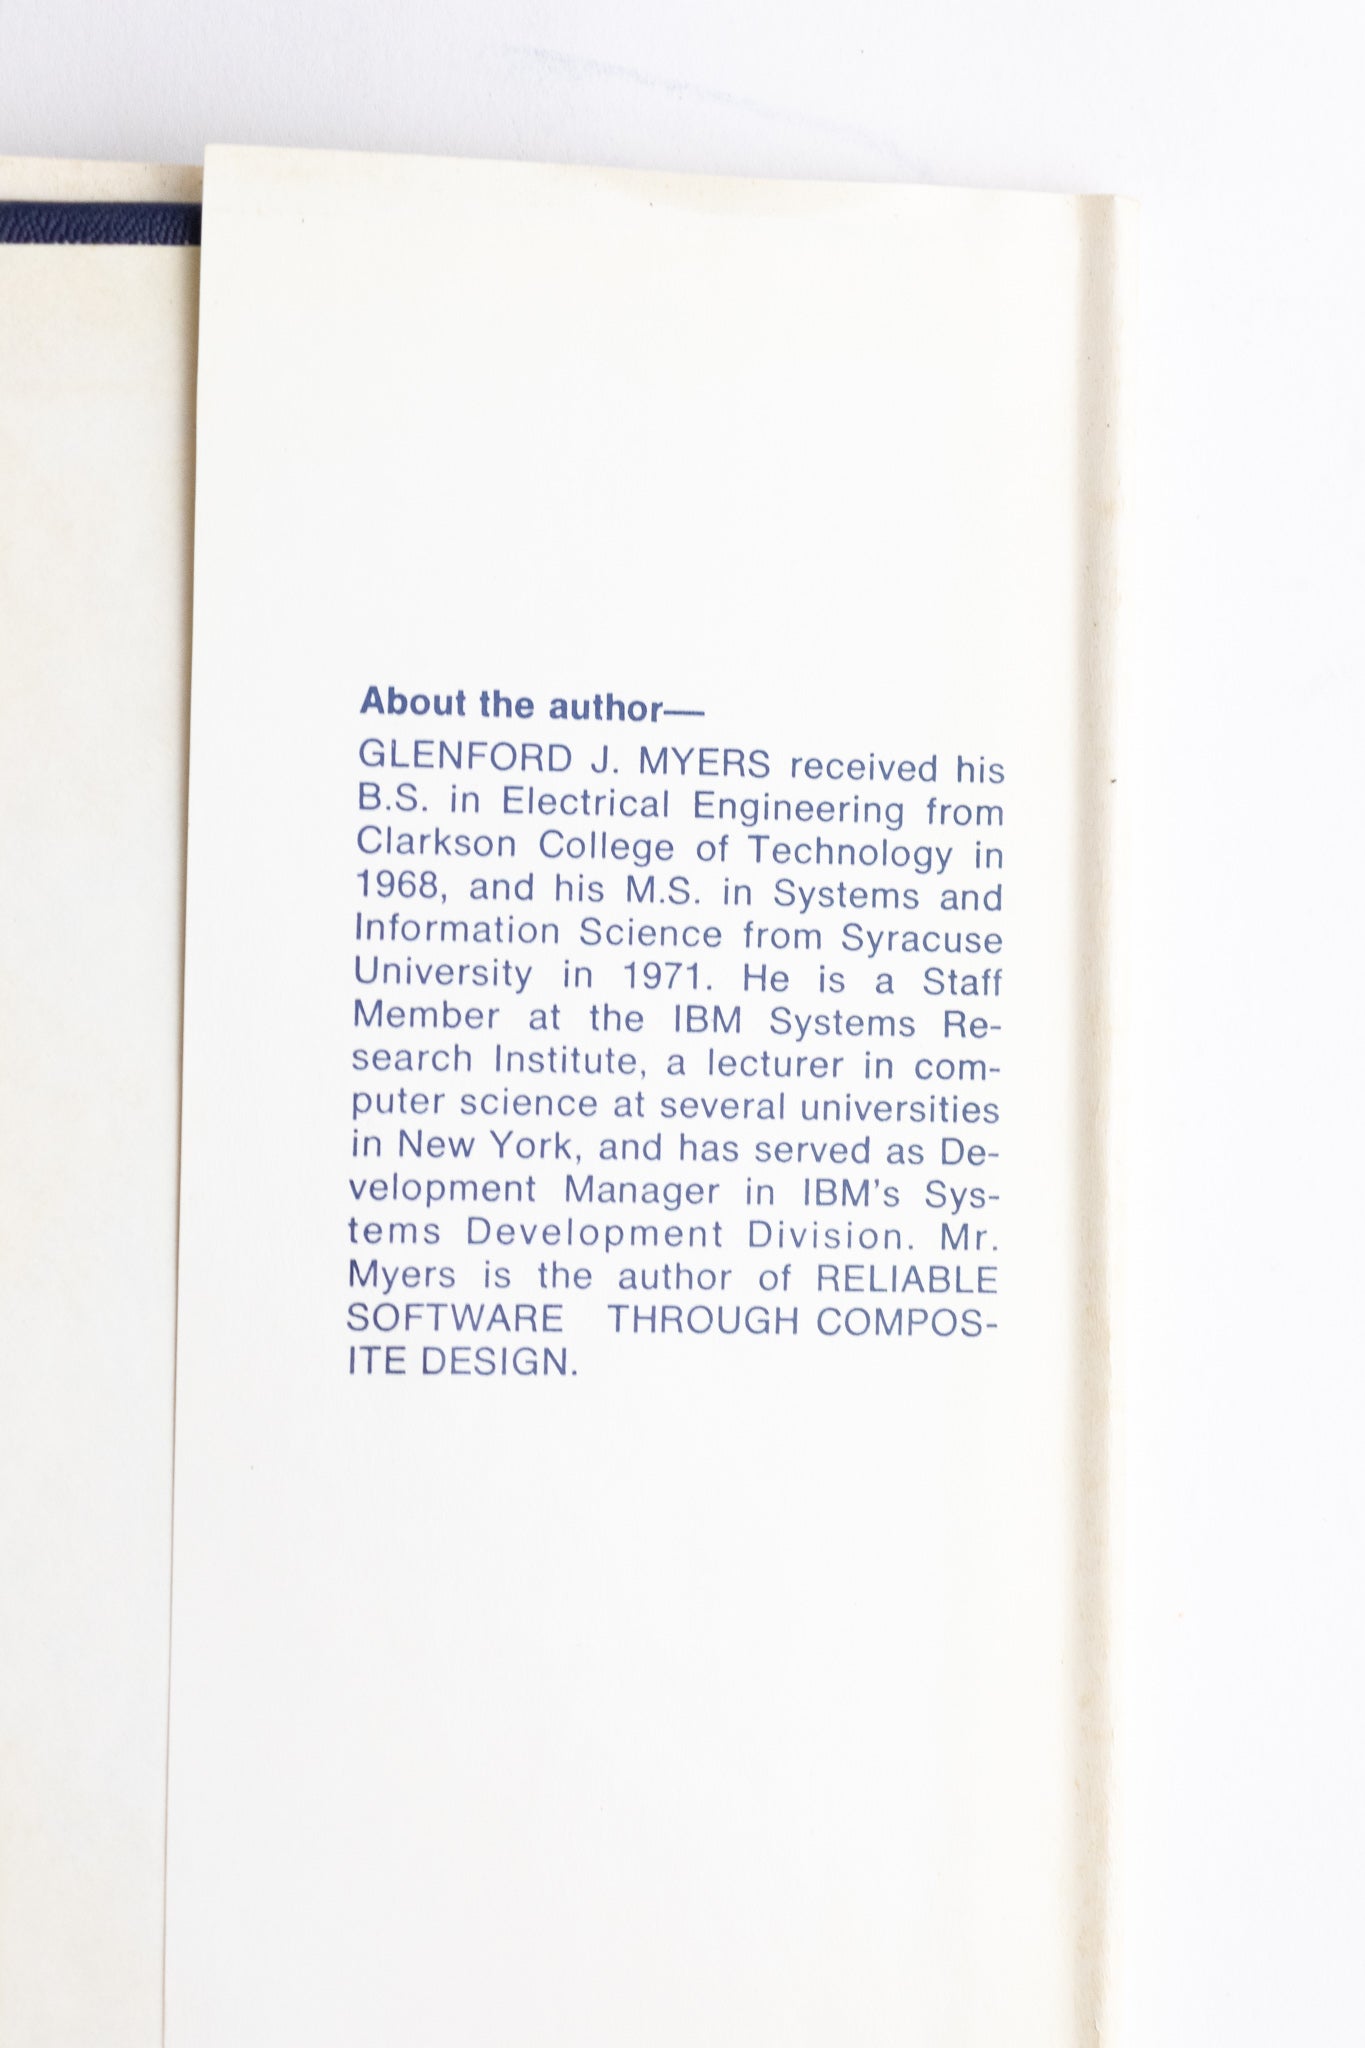 About the author—
GLENFORD J. MYERS received his
B.S. in Electrical Engineering from
Clarkson College of Technology in
1968, and his M.S. in Systems and
Information Science from Syracuse
University in 1971. He is a Staff
Member at the IBM Systems Re-
search Institute, a lecturer in com-
puter science at several universities
in New York, and has served as De-
velopment Manager in IBM's Sys-
tems Development Division. Mr.
Myers is the author of RELIABLE
SOFTWARE THROUGH COMPOS-
ITE DESIGN.